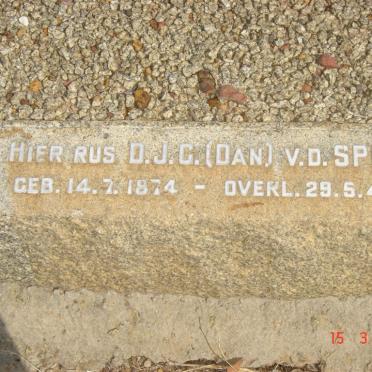 HIER RUS D.J.G. (DAN) V.D. SP
GEB. 14.7.1874 - OVERL. 29.5.4
15 3